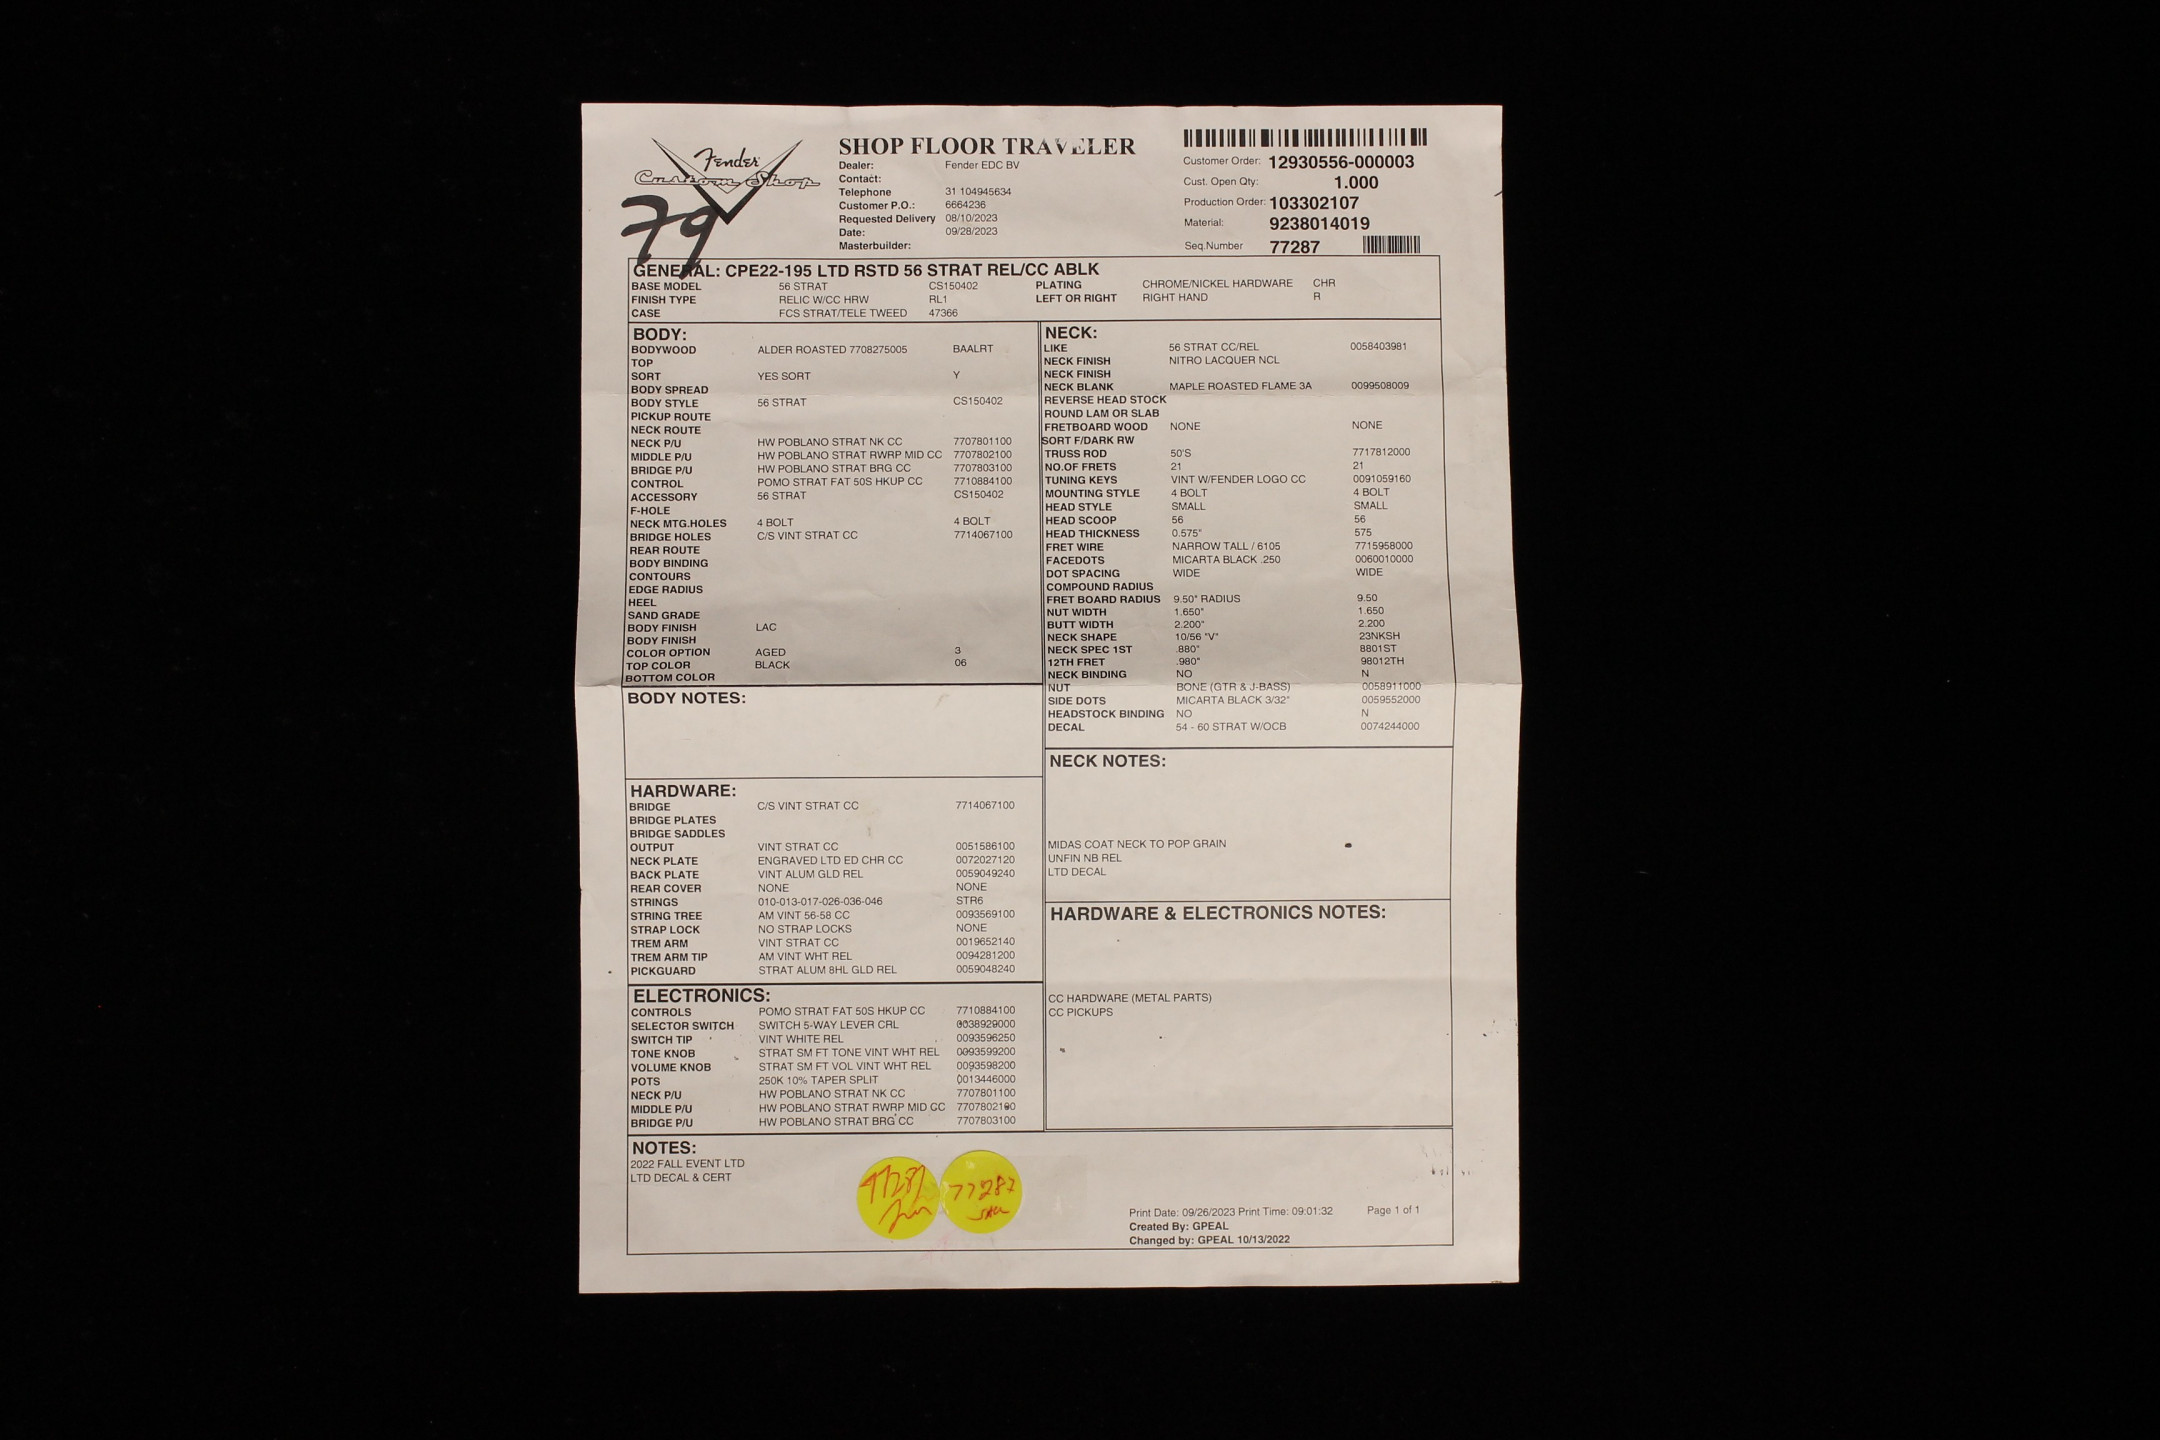 Fender
Custom Shop
79
SHOP FLOOR TRAVELER
Dealer: Fender EDC BV
Contact:
Telephone 31 104945634
Customer P.O.: 6664236
Requested Delivery 08/10/2023
Date: 09/28/2023
Masterbuilder:
Customer Order: 12930556-000003
Cust. Open Qty: 1.000
Production Order: 103302107
Material: 9238014019
Seq.Number 77287
GENERAL: CPE22-195 LTD RSTD 56 STRAT REL/CC ABLK
BASE MODEL 56 STRAT CS150402 PLATING CHROME/NICKEL HARDWARE CHR
FINISH TYPE RELIC W/CC HRW RL1 LEFT OR RIGHT RIGHT HAND R
CASE FCS STRAT/TELE TWEED 47366
BODY:
BODYWOOD ALDER ROASTED 7708275005 BAALRT
TOP
SORT YES SORT Y
BODY SPREAD
BODY STYLE 56 STRAT CS150402
PICKUP ROUTE
NECK ROUTE
NECK P/U HW POBLANO STRAT NK CC 7707801100
MIDDLE P/U HW POBLANO STRAT RWRP MID CC 7707802100
BRIDGE P/U HW POBLANO STRAT BRG CC 7707803100
CONTROL POMO STRAT FAT 50S HKUP CC 7710884100
ACCESSORY 56 STRAT CS150402
F-HOLE
NECK MTG.HOLES 4 BOLT 4 BOLT
BRIDGE HOLES C/S VINT STRAT CC 7714067100
REAR ROUTE
BODY BINDING
CONTOURS
EDGE RADIUS
HEEL
SAND GRADE
BODY FINISH LAC
BODY FINISH
COLOR OPTION AGED 3
TOP COLOR BLACK 06
BOTTOM COLOR
BODY NOTES:
HARDWARE:
BRIDGE C/S VINT STRAT CC 7714067100
BRIDGE PLATES
BRIDGE SADDLES
OUTPUT VINT STRAT CC 0051586100
NECK PLATE ENGRAVED LTD ED CHR CC 0072027120
BACK PLATE VINT ALUM GLD REL 0059049240
REAR COVER NONE NONE
STRINGS 010-013-017-026-036-046 STR6
STRING TREE AM VINT 56-58 CC 0093569100
STRAP LOCK NO STRAP LOCKS NONE
TREM ARM VINT STRAT CC 0019652140
TREM ARM TIP AM VINT WHT REL 0094281200
PICKGUARD STRAT ALUM 8HL GLD REL 0059048240
ELECTRONICS:
CONTROLS POMO STRAT FAT 50S HKUP CC 7710884100
SELECTOR SWITCH SWITCH 5-WAY LEVER CRL 0038929000
SWITCH TIP VINT WHITE REL 0093596250
TONE KNOB STRAT SM FT TONE VINT WHT REL 0093599200
VOLUME KNOB STRAT SM FT VOL VINT WHT REL 0093598200
POTS 250K 10% TAPER SPLIT 0013446000
NECK P/U HW POBLANO STRAT NK CC 7707801100
MIDDLE P/U HW POBLANO STRAT RWRP MID CC 7707802100
BRIDGE P/U HW POBLANO STRAT BRG CC 7707803100
NECK:
LIKE 56 STRAT CC/REL 0058403981
NECK FINISH NITRO LACQUER NCL
NECK FINISH
NECK BLANK MAPLE ROASTED FLAME 3A 0099508009
REVERSE HEAD STOCK
ROUND LAM OR SLAB
FRETBOARD WOOD NONE NONE
SORT F/DARK RW
TRUSS ROD 50'S 7717812000
NO.OF FRETS 21 21
TUNING KEYS VINT W/FENDER LOGO CC 0091059160
MOUNTING STYLE 4 BOLT 4 BOLT
HEAD STYLE SMALL SMALL
HEAD SCOOP 56 56
HEAD THICKNESS 0.575" 575
FRET WIRE NARROW TALL / 6105 7715958000
FACEDOTS MICARTA BLACK .250 0060010000
DOT SPACING WIDE WIDE
COMPOUND RADIUS
FRET BOARD RADIUS 9.50" RADIUS 9.50
NUT WIDTH 1.650" 1.650
BUTT WIDTH 2.200" 2.200
NECK SHAPE 10/56 "V" 23NKSH
NECK SPEC 1ST .880" 8801ST
12TH FRET .980" 98012TH
NECK BINDING NO N
NUT BONE (GTR & J-BASS) 0058911000
SIDE DOTS MICARTA BLACK 3/32" 0059552000
HEADSTOCK BINDING NO N
DECAL 54 - 60 STRAT W/OCB 0074244000
NECK NOTES:
MIDAS COAT NECK TO POP GRAIN
UNFIN NB REL
LTD DECAL
HARDWARE & ELECTRONICS NOTES:
CC HARDWARE (METAL PARTS)
CC PICKUPS
NOTES:
2022 FALL EVENT LTD
LTD DECAL & CERT
77287
77287
Print Date: 09/26/2023 Print Time: 09:01:32 Page 1 of 1
Created By: GPEAL
Changed by: GPEAL 10/13/2022